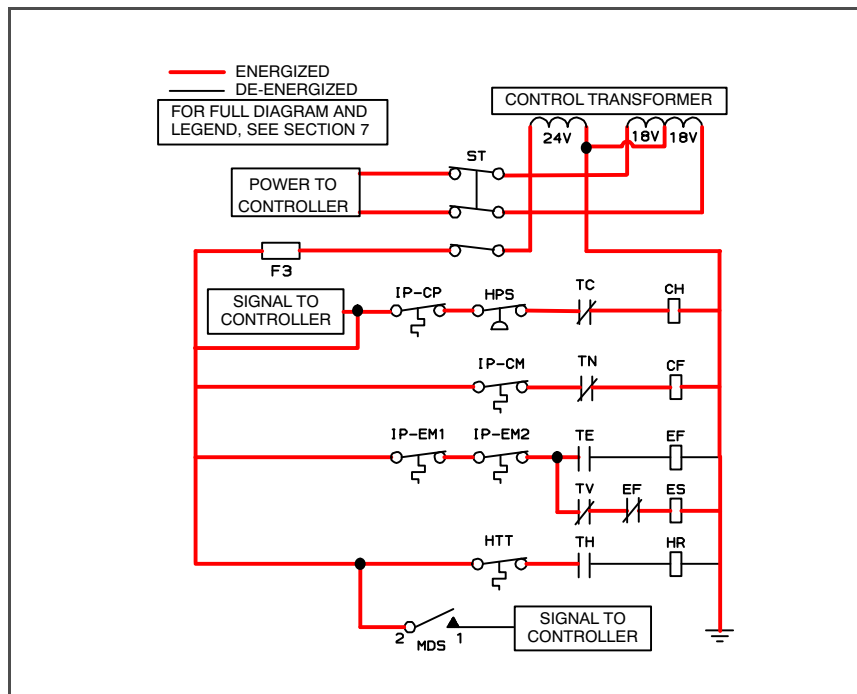 ENERGIZED
DE-ENERGIZED
FOR FULL DIAGRAM AND
LEGEND, SEE SECTION 7
CONTROL TRANSFORMER
24V
18V
18V
ST
POWER TO
CONTROLLER
F3
SIGNAL TO
CONTROLLER
IP-CP
HPS
TC
CH
IP-CM
TN
CF
IP-EM1
IP-EM2
TE
EF
TV
EF
ES
HTT
TH
HR
2
MDS
1
SIGNAL TO
CONTROLLER